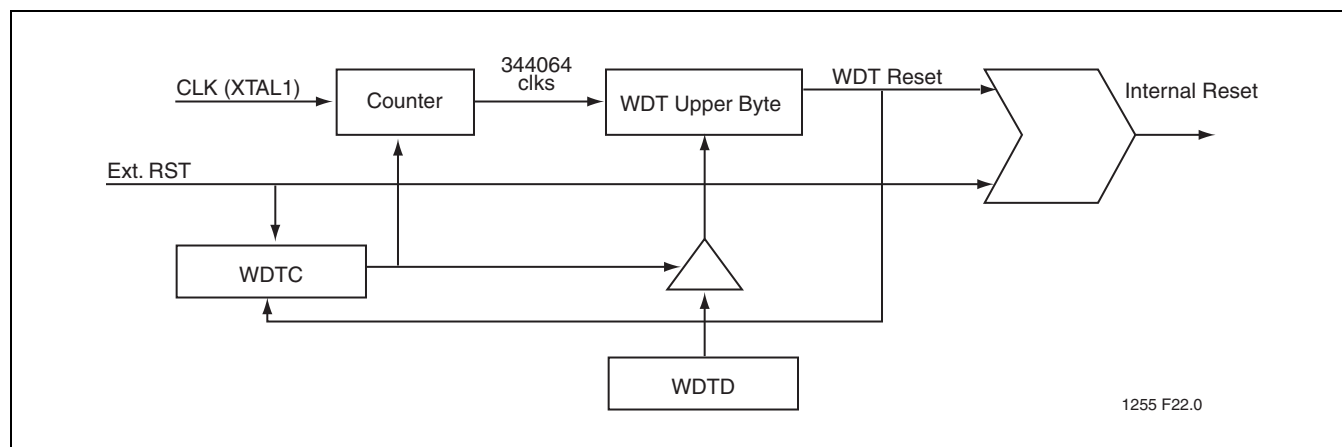 344064
clks
WDT Reset
CLK (XTAL1)
Counter
WDT Upper Byte
Internal Reset
Ext. RST
WDTC
WDTD
1255 F22.0